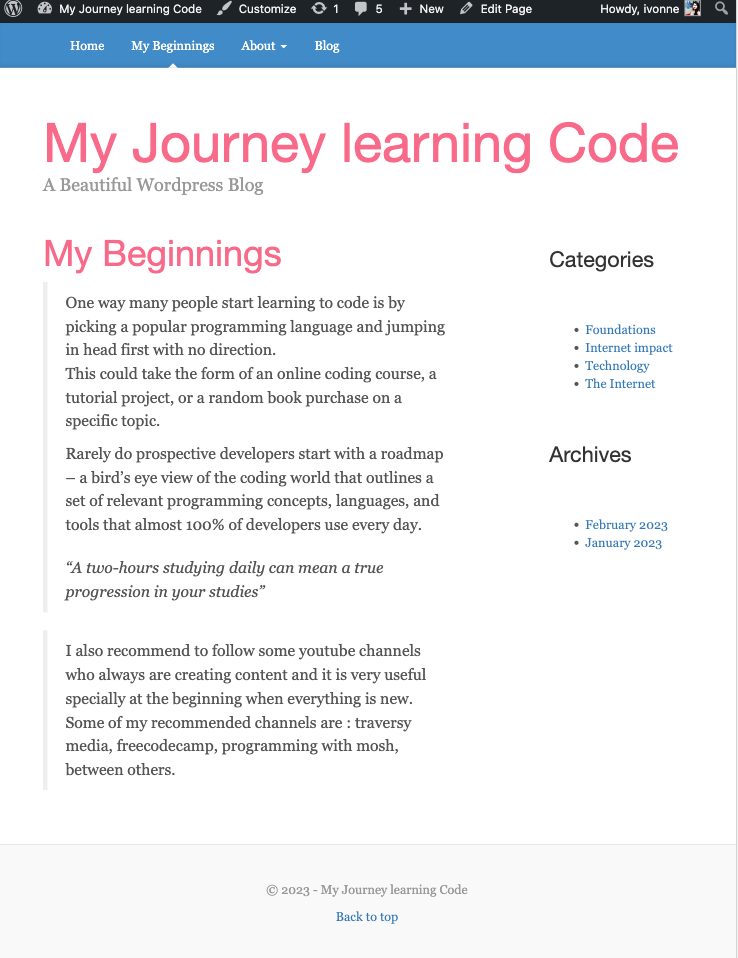 My Journey learning Code Customize 1 5 New Edit Page Howdy, ivonne
Home My Beginnings About Blog
My Journey learning Code
A Beautiful Wordpress Blog
My Beginnings
One way many people start learning to code is by
picking a popular programming language and jumping
in head first with no direction.
This could take the form of an online coding course, a
tutorial project, or a random book purchase on a
specific topic.
Rarely do prospective developers start with a roadmap
– a bird’s eye view of the coding world that outlines a
set of relevant programming concepts, languages, and
tools that almost 100% of developers use every day.
“A two-hours studying daily can mean a true
progression in your studies”
I also recommend to follow some youtube channels
who always are creating content and it is very useful
specially at the beginning when everything is new.
Some of my recommended channels are : traversy
media, freecodecamp, programming with mosh,
between others.
Categories
• Foundations
• Internet impact
• Technology
• The Internet
Archives
• February 2023
• January 2023
© 2023 - My Journey learning Code
Back to top